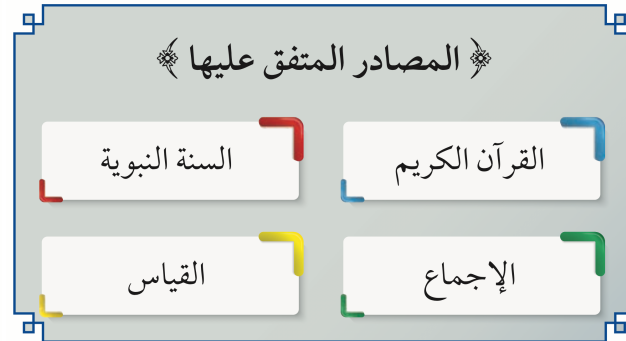 ﴿ المصادر المتفق عليها ﴾
القرآن الكريم
السنة النبوية
الإجماع
القياس